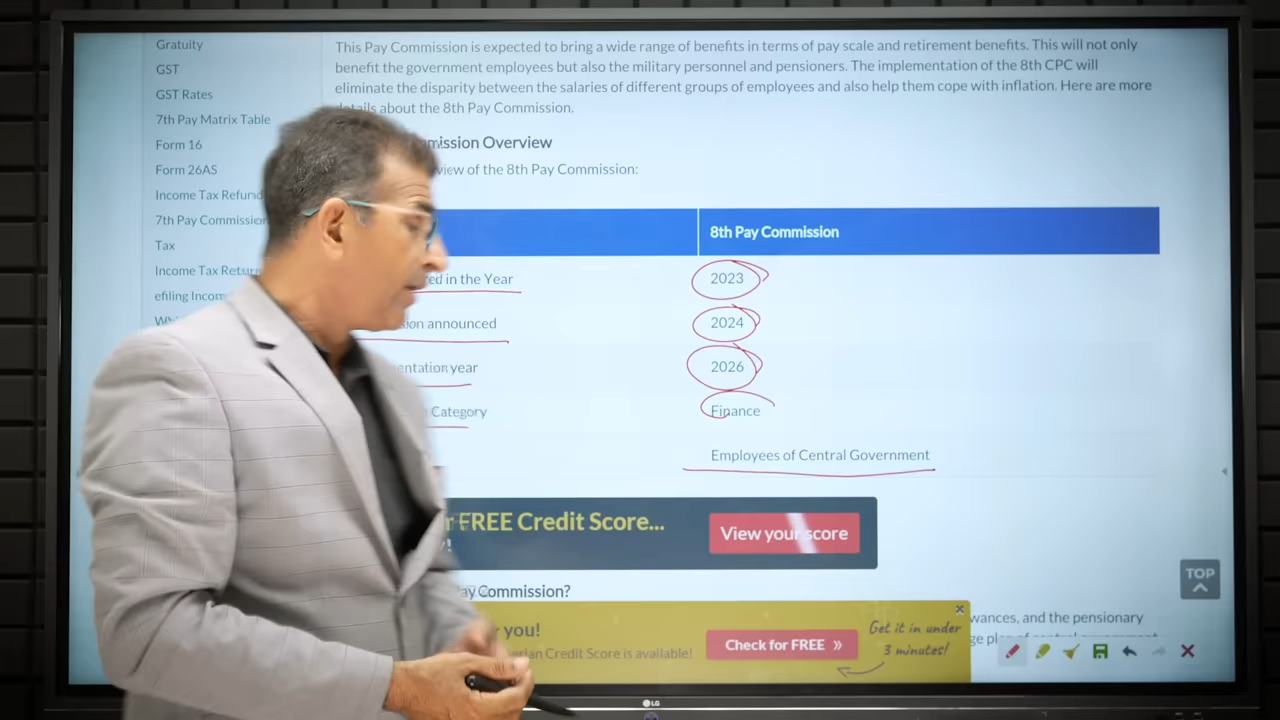 Gratuity
GST
GST Rates
7th Pay Matrix Table
Form 16
Form 26AS
Income Tax Refund
7th Pay Commission
Tax
Income Tax Return
efiling Incom
This Pay Commission is expected to bring a wide range of benefits in terms of pay scale and retirement benefits. This will not only
benefit the government employees but also the military personnel and pensioners. The implementation of the 8th CPC will
eliminate the disparity between the salaries of different groups of employees and also help them cope with inflation. Here are more
details about the 8th Pay Commission.
mission Overview
view of the 8th Pay Commission:
8th Pay Commission
red in the Year 2023
sion announced 2024
entation year 2026
Category Finance
Employees of Central Government
r FREE Credit Score...
View your score
ay Commission?
r you!
erian Credit Score is available!
Check for FREE »
Get it in under
3 minutes!
wances, and the pensionary
TOP
LG